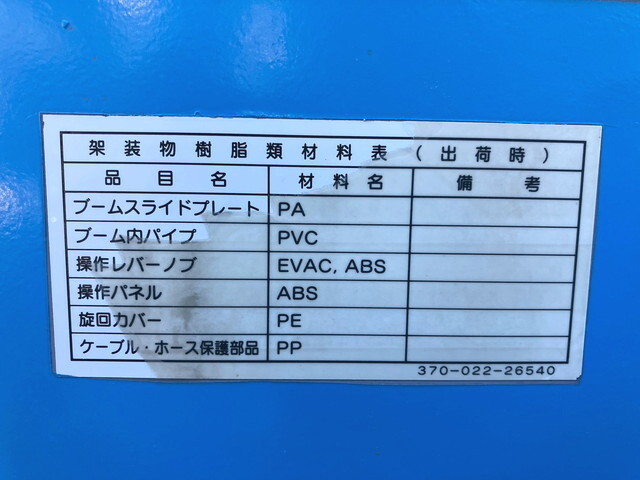 架装物樹脂類材料表（出荷時）
品目名 材料名 備考
ブームスライドプレート PA
ブーム内パイプ PVC
操作レバーノブ EVAC, ABS
操作パネル ABS
旋回カバー PE
ケーブル・ホース保護部品 PP
370-022-26540